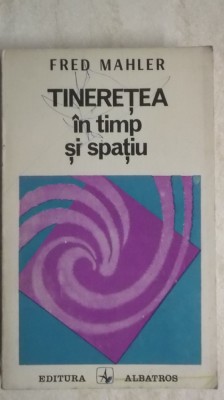 FRED MAHLER
TINEREȚEA
în timp
și spațiu
EDITURA ALBATROS